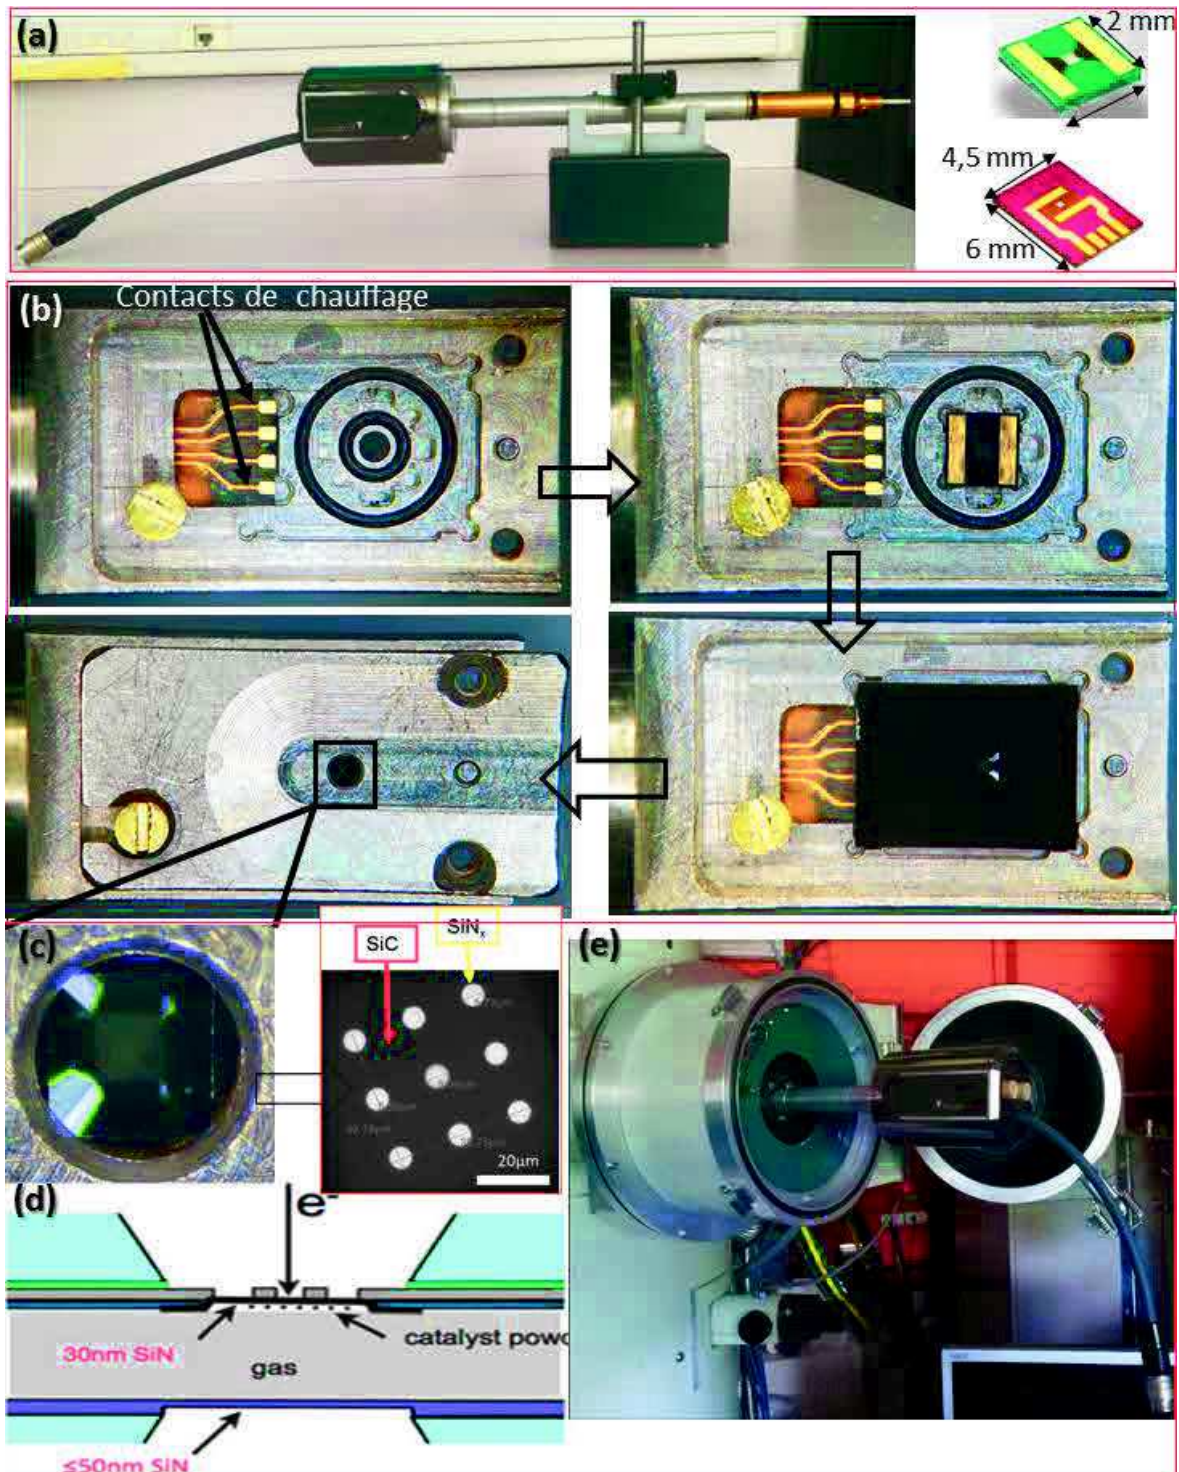 (a)
2 mm
4,5 mm
6 mm
(b)
Contacts de chauffage
(c)
SiC
SiNx
20µm
(d)
e-
30nm SiN
catalyst powd
gas
≤50nm SiN
(e)